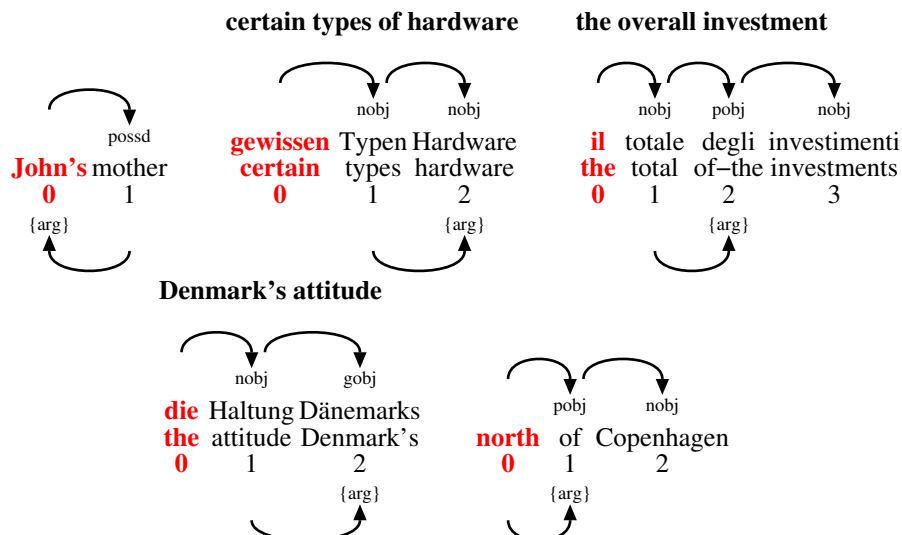 certain types of hardware
the overall investment
possd
John's mother
0 1
{arg}
nobj nobj
gewissen Typen Hardware
certain types hardware
0 1 2
{arg}
nobj pobj nobj
il totale degli investimenti
the total of−the investments
0 1 2 3
{arg}
Denmark's attitude
nobj gobj
die Haltung Dänemarks
the attitude Denmark's
0 1 2
{arg}
pobj nobj
north of Copenhagen
0 1 2
{arg}